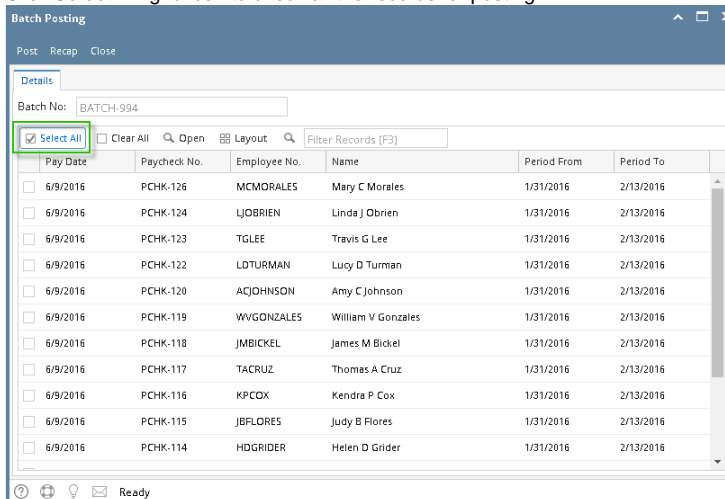 Batch Posting
Post Recap Close
Details
Batch No: BATCH-994
Select All Clear All Open Layout Filter Records [F3]
Pay Date Paycheck No. Employee No. Name Period From Period To
6/9/2016 PCHK-126 MCMORALES Mary C Morales 1/31/2016 2/13/2016
6/9/2016 PCHK-124 LJOBRIEN Linda J Obrien 1/31/2016 2/13/2016
6/9/2016 PCHK-123 TGLEE Travis G Lee 1/31/2016 2/13/2016
6/9/2016 PCHK-122 LDTURMAN Lucy D Turman 1/31/2016 2/13/2016
6/9/2016 PCHK-120 ACJOHNSON Amy C Johnson 1/31/2016 2/13/2016
6/9/2016 PCHK-119 WVGONZALES William V Gonzales 1/31/2016 2/13/2016
6/9/2016 PCHK-118 JMBICKEL James M Bickel 1/31/2016 2/13/2016
6/9/2016 PCHK-117 TACRUZ Thomas A Cruz 1/31/2016 2/13/2016
6/9/2016 PCHK-116 KPCOX Kendra P Cox 1/31/2016 2/13/2016
6/9/2016 PCHK-115 JBFLORES Judy B Flores 1/31/2016 2/13/2016
6/9/2016 PCHK-114 HDGRIDER Helen D Grider 1/31/2016 2/13/2016
Ready